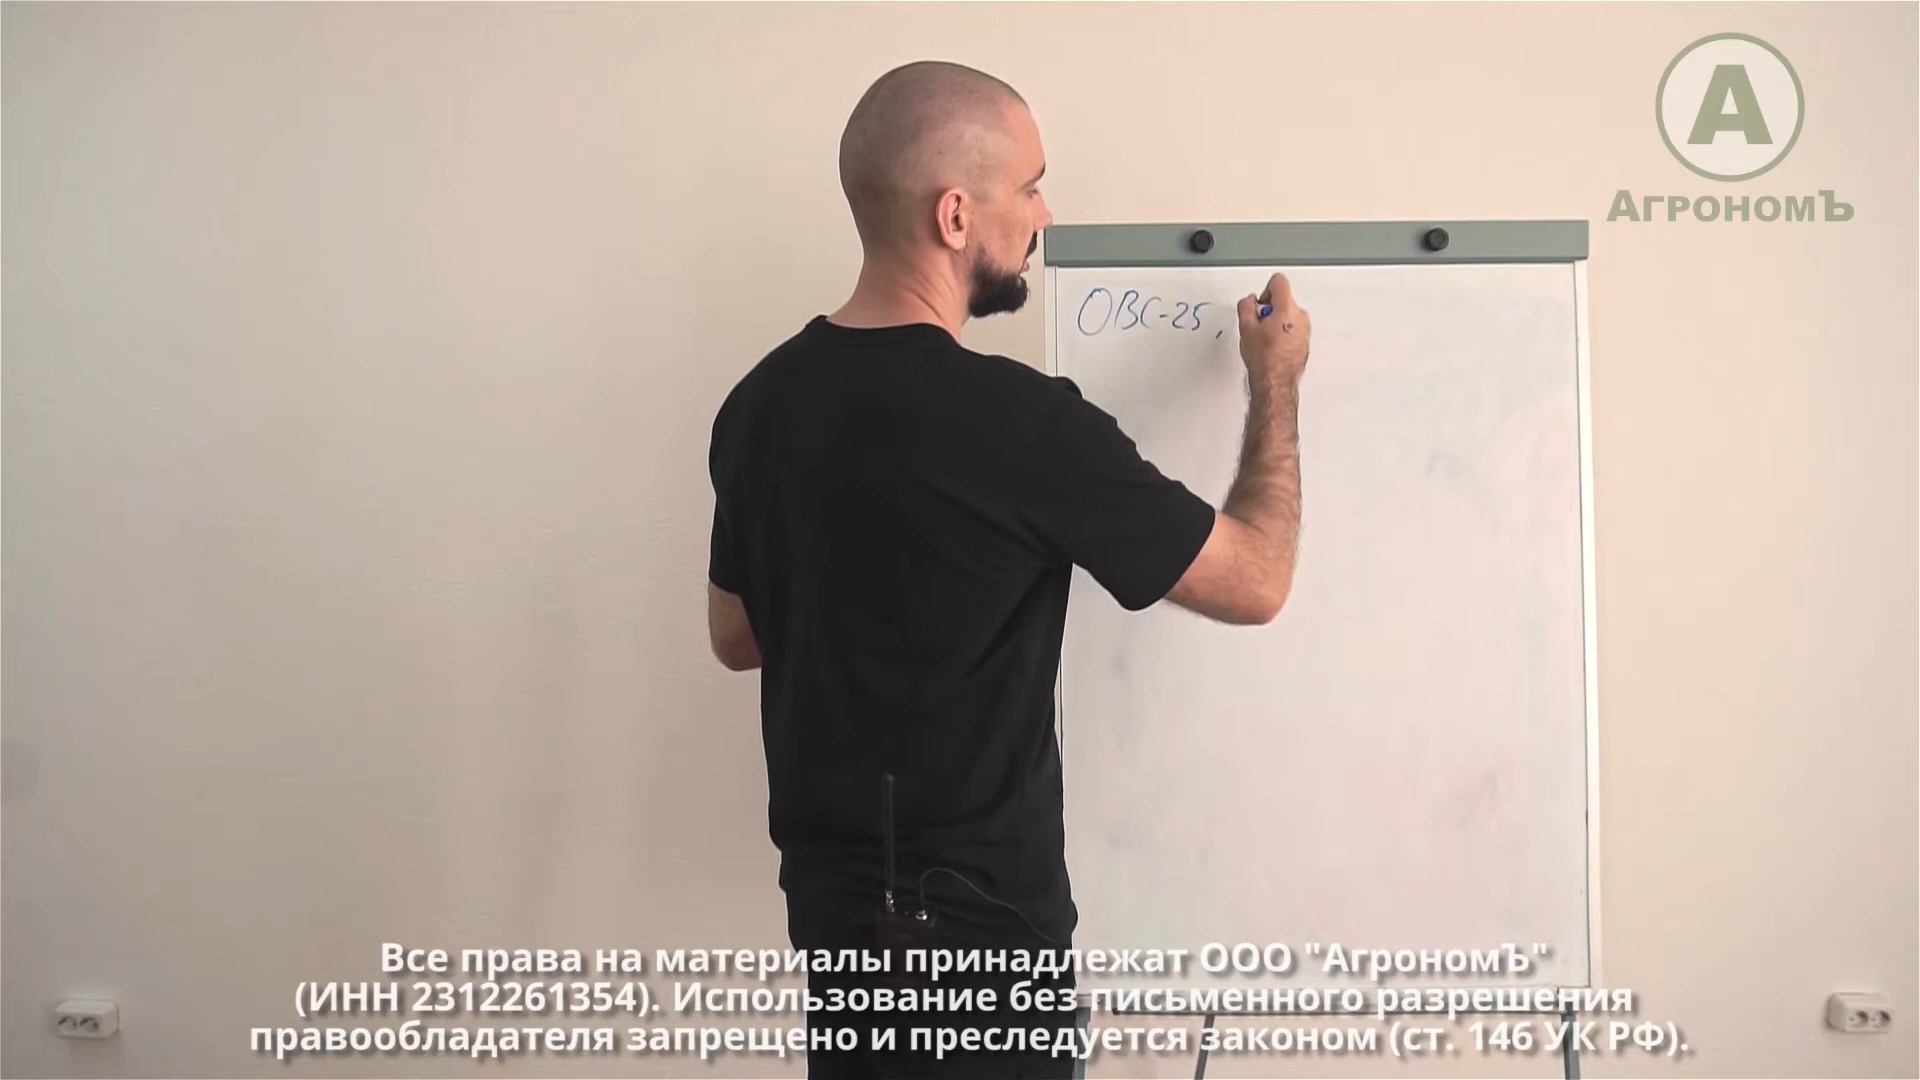 А
АгрономЪ
ОВС-25,
Все права на материалы принадлежат ООО "АгрономЪ"
(ИНН 2312261354). Использование без письменного разрешения
правообладателя запрещено и преследуется законом (ст. 146 УК РФ).